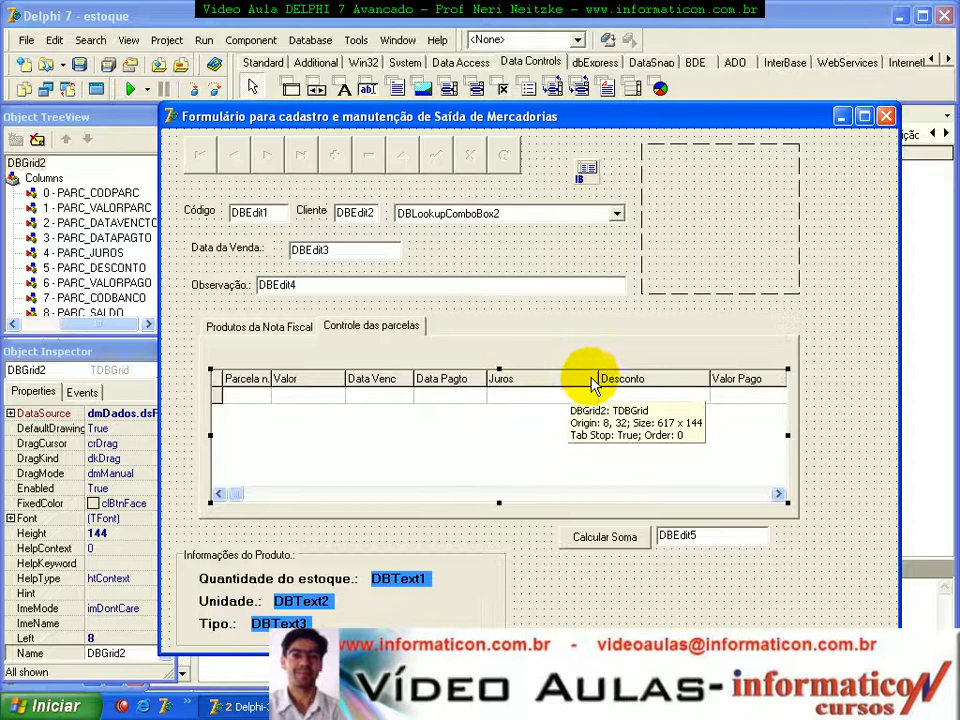 Delphi 7 - estoque
Video Aula DELPHI 7 Avancado - Prof Neri Neitzke - www.informaticon.com.br
File Edit Search View Project Run Component Database Tools Window Help <None>
Standard Additional Win32 System Data Access Data Controls dbExpress DataSnap BDE ADO InterBase WebServices Internet
Object TreeView
Formulário para cadastro e manutenção de Saída de Mercadorias
DBGrid2
Columns
0 - PARC_CODPARC
1 - PARC_VALORPARC
2 - PARC_DATAVENCTO
3 - PARC_DATAPAGTO
4 - PARC_JUROS
5 - PARC_DESCONTO
6 - PARC_VALORPAGO
7 - PARC_CODBANCO
8 - PARC_SALDO
IB
Código DBEdit1 Cliente DBEdit2 DBLookupComboBox2
Data da Venda.: DBEdit3
Observação.: DBEdit4
Produtos da Nota Fiscal Controle das parcelas
Parcela n. Valor Data Venc Data Pagto Juros Desconto Valor Pago
DBGrid2: TDBGrid
Origin: 8, 32; Size: 617 x 144
Tab Stop: True; Order: 0
Calcular Soma DBEdit5
Informações do Produto.:
Quantidade do estoque.: DBText1
Unidade.: DBText2
Tipo.: DBText3
Object Inspector
DBGrid2 TDBGrid
Properties Events
DataSource dmDados.dsF
DefaultDrawing True
DragCursor crDrag
DragKind dkDrag
DragMode dmManual
Enabled True
FixedColor clBtnFace
Font (TFont)
Height 144
HelpContext 0
HelpKeyword
HelpType htContext
Hint
ImeMode imDontCare
ImeName
Left 8
Name DBGrid2
All shown
www.informaticon.com.br - videoaulas@informaticon.com.br
VÍDEO AULAS- informaticoN
cursos
Iniciar
2 Delphi